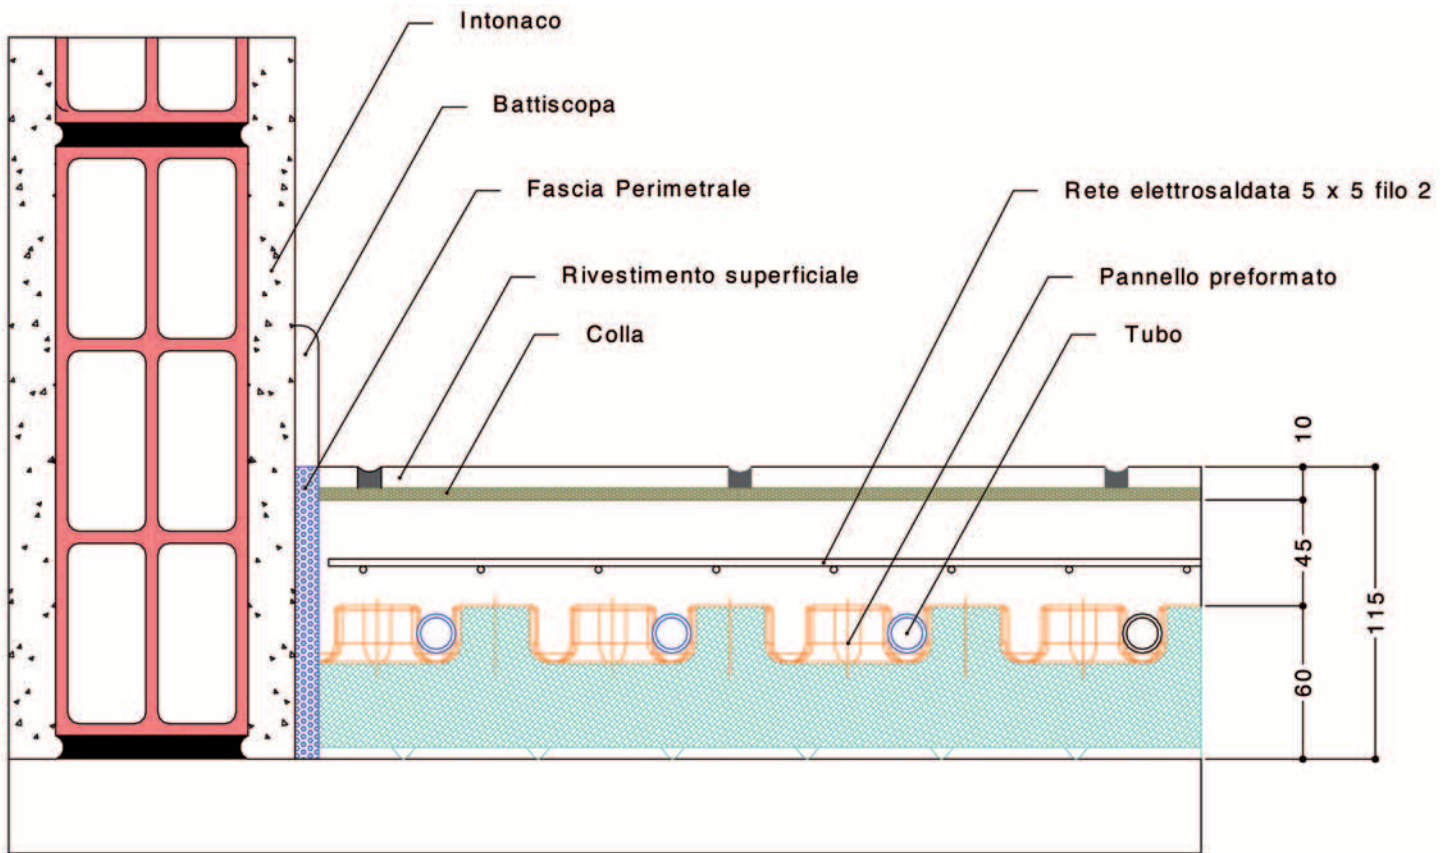 Intonaco
Battiscopa
Fascia Perimetrale
Rete elettrosaldata 5 x 5 filo 2
Rivestimento superficiale
Pannello preformato
Colla
Tubo
10
45
115
60